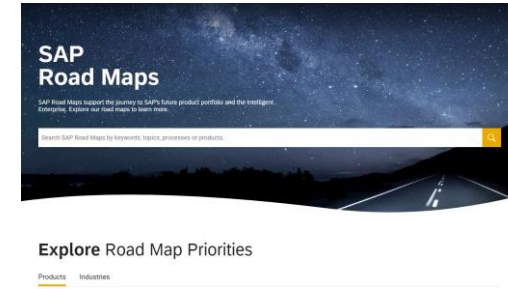 SAP
Road Maps
SAP Road Maps support the journey to SAP's future product portfolio and the Intelligent
Enterprise. Explore our road maps to learn more.
Search SAP Road Maps by keywords, topics, processes or products.
Explore Road Map Priorities
Products Industries